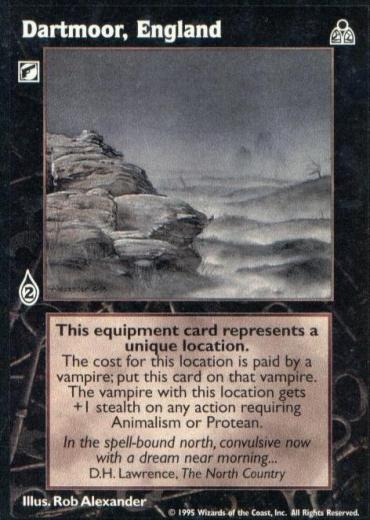 Dartmoor, England
2
This equipment card represents a
unique location.
The cost for this location is paid by a
vampire; put this card on that vampire.
The vampire with this location gets
+1 stealth on any action requiring
Animalism or Protean.
In the spell-bound north, convulsive now
with a dream near morning...
D.H. Lawrence, The North Country
Illus. Rob Alexander
© 1995 Wizards of the Coast, Inc. All Rights Reserved.